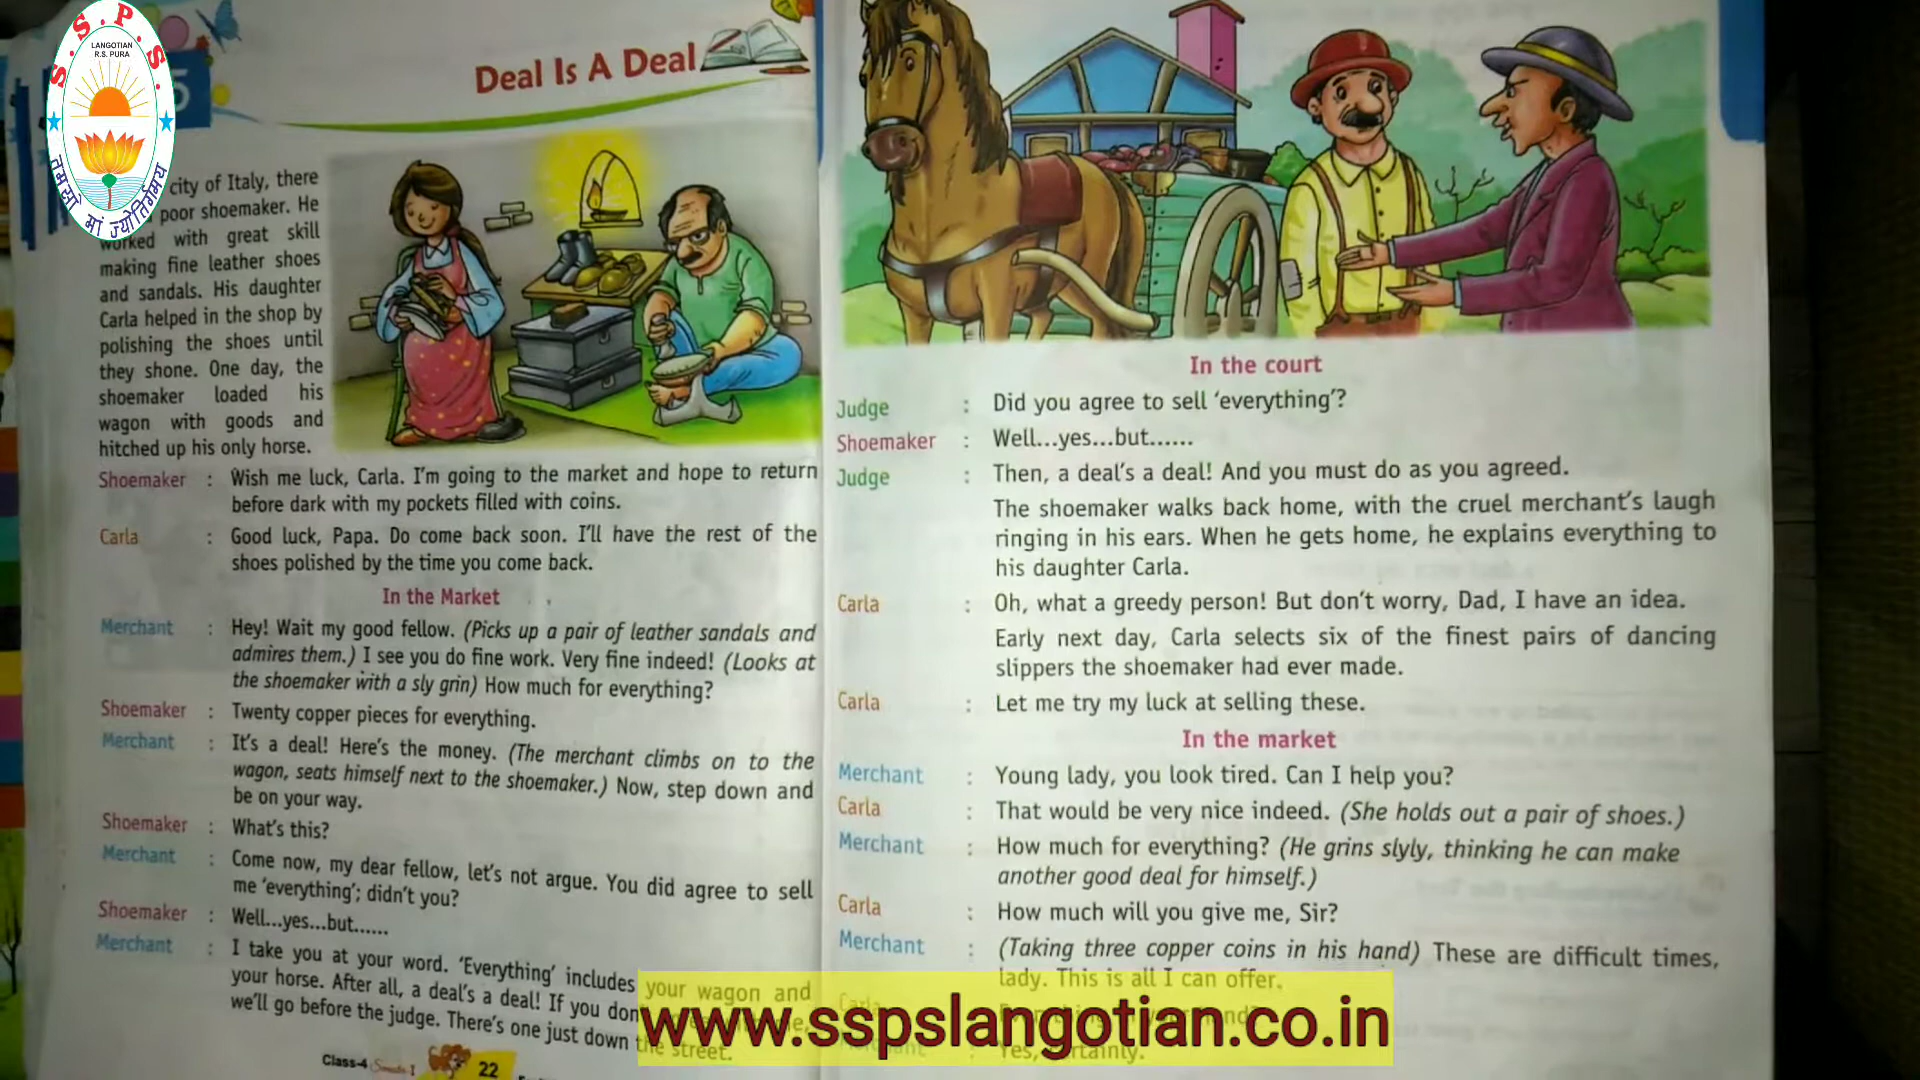 S.S.P.S.
LANGOTIAN
R.S. PURA
तमसो मां ज्योतिर्गमय
5
Deal Is A Deal
city of Italy, there
poor shoemaker. He
worked with great skill
making fine leather shoes
and sandals. His daughter
Carla helped in the shop by
polishing the shoes until
they shone. One day, the
shoemaker loaded his
wagon with goods and
hitched up his only horse.
Shoemaker : Wish me luck, Carla. I'm going to the market and hope to return
before dark with my pockets filled with coins.
Carla : Good luck, Papa. Do come back soon. I'll have the rest of the
shoes polished by the time you come back.
In the Market
Merchant : Hey! Wait my good fellow. (Picks up a pair of leather sandals and
admires them.) I see you do fine work. Very fine indeed! (Looks at
the shoemaker with a sly grin) How much for everything?
Shoemaker : Twenty copper pieces for everything.
Merchant : It's a deal! Here's the money. (The merchant climbs on to the
wagon, seats himself next to the shoemaker.) Now, step down and
be on your way.
Shoemaker : What's this?
Merchant : Come now, my dear fellow, let's not argue. You did agree to sell
me 'everything'; didn't you?
Shoemaker : Well...yes...but......
Merchant : I take you at your word. 'Everything' includes your wagon and
your horse. After all, a deal's a deal! If you
we'll go before the judge. There's one just down the street.
Class-4
22
In the court
Judge : Did you agree to sell 'everything'?
Shoemaker : Well...yes...but......
Judge : Then, a deal's a deal! And you must do as you agreed.
The shoemaker walks back home, with the cruel merchant's laugh
ringing in his ears. When he gets home, he explains everything to
his daughter Carla.
Carla : Oh, what a greedy person! But don't worry, Dad, I have an idea.
Early next day, Carla selects six of the finest pairs of dancing
slippers the shoemaker had ever made.
Carla : Let me try my luck at selling these.
In the market
Merchant : Young lady, you look tired. Can I help you?
Carla : That would be very nice indeed. (She holds out a pair of shoes.)
Merchant : How much for everything? (He grins slyly, thinking he can make
another good deal for himself.)
Carla : How much will you give me, Sir?
Merchant : (Taking three copper coins in his hand) These are difficult times,
lady. This is all I can offer.
Yes, certainly.
www.sspslangotian.co.in